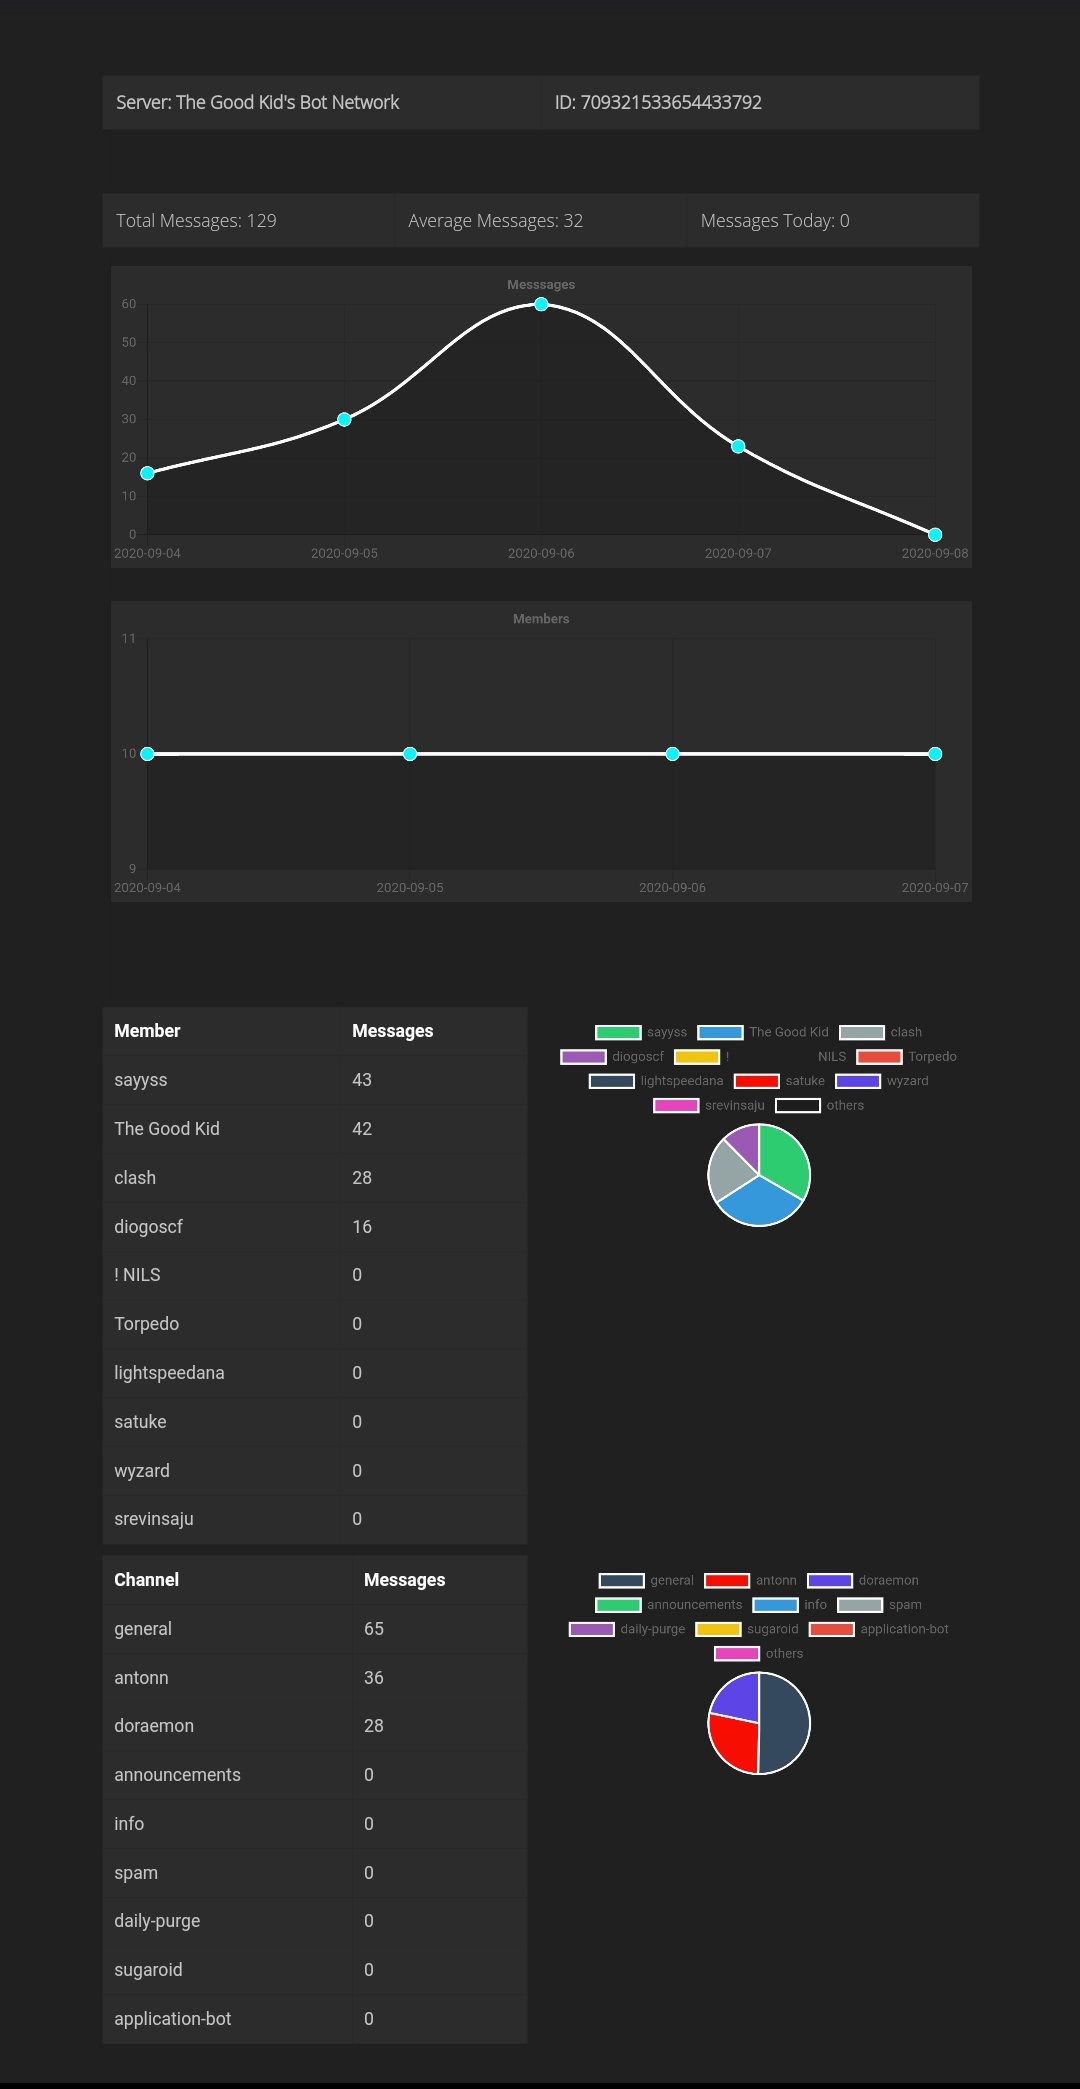 Server: The Good Kid's Bot Network ID: 709321533654433792
Total Messages: 129 Average Messages: 32 Messages Today: 0
Messsages
60
50
40
30
20
10
0
2020-09-04 2020-09-05 2020-09-06 2020-09-07 2020-09-08
Members
11
10
9
2020-09-04 2020-09-05 2020-09-06 2020-09-07
Member Messages
sayyss 43
The Good Kid 42
clash 28
diogoscf 16
! NILS 0
Torpedo 0
lightspeedana 0
satuke 0
wyzard 0
srevinsaju 0
sayyss The Good Kid clash
diogoscf ! NILS Torpedo
lightspeedana satuke wyzard
srevinsaju others
Channel Messages
general 65
antonn 36
doraemon 28
announcements 0
info 0
spam 0
daily-purge 0
sugaroid 0
application-bot 0
general antonn doraemon
announcements info spam
daily-purge sugaroid application-bot
others